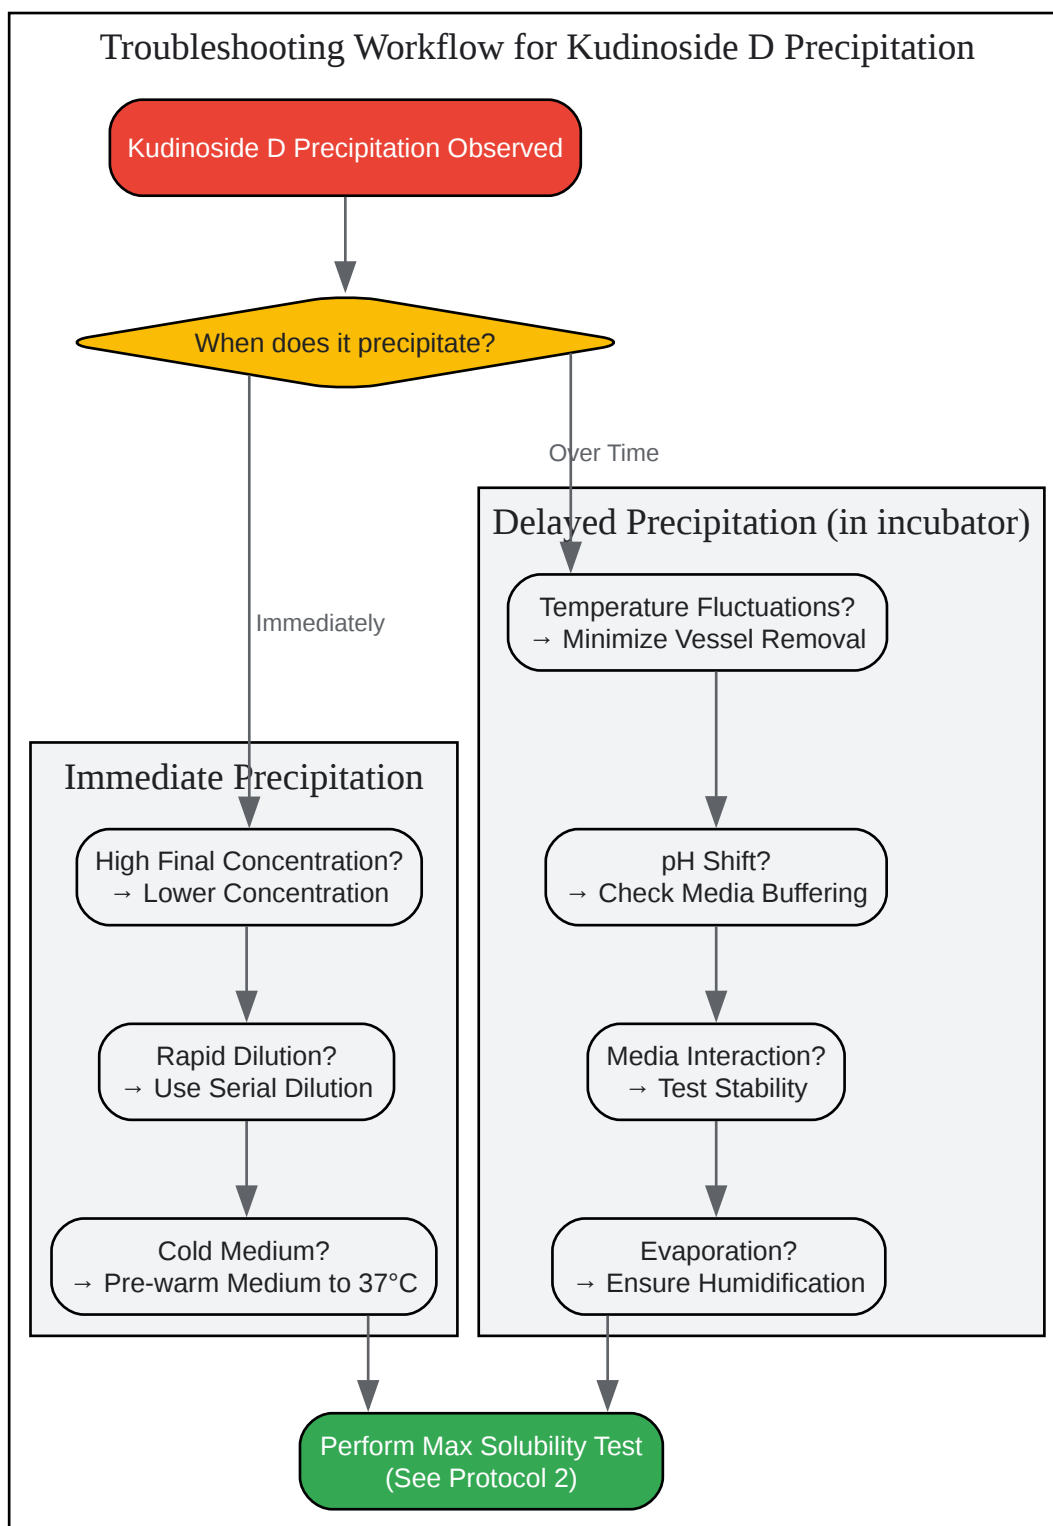 Troubleshooting Workflow for Kudinoside D Precipitation
Kudinoside D Precipitation Observed
When does it precipitate?
Over Time
Immediately
Delayed Precipitation (in incubator)
Temperature Fluctuations?
→ Minimize Vessel Removal
pH Shift?
→ Check Media Buffering
Media Interaction?
→ Test Stability
Evaporation?
→ Ensure Humidification
Immediate Precipitation
High Final Concentration?
→ Lower Concentration
Rapid Dilution?
→ Use Serial Dilution
Cold Medium?
→ Pre-warm Medium to 37°C
Perform Max Solubility Test
(See Protocol 2)